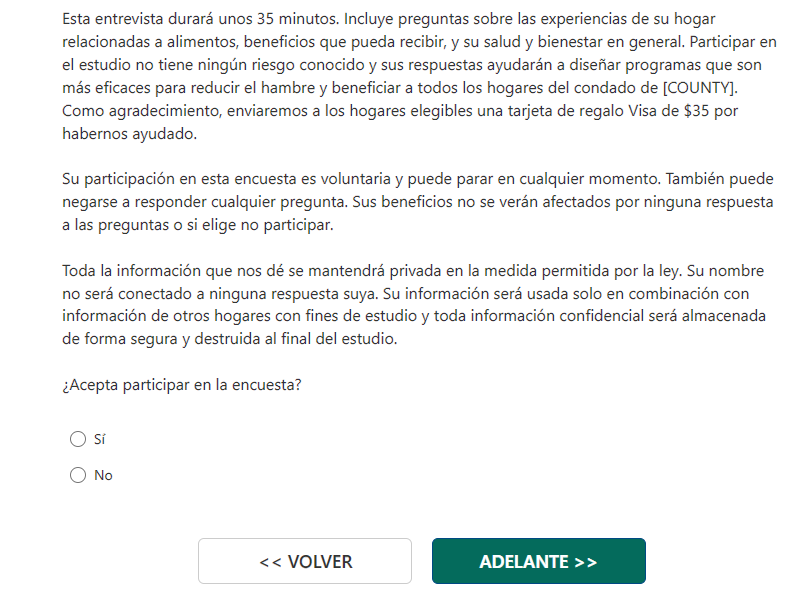 Esta entrevista durará unos 35 minutos. Incluye preguntas sobre las experiencias de su hogar
relacionadas a alimentos, beneficios que pueda recibir, y su salud y bienestar en general. Participar en
el estudio no tiene ningún riesgo conocido y sus respuestas ayudarán a diseñar programas que son
más eficaces para reducir el hambre y beneficiar a todos los hogares del condado de [COUNTY].
Como agradecimiento, enviaremos a los hogares elegibles una tarjeta de regalo Visa de $35 por
habernos ayudado.
Su participación en esta encuesta es voluntaria y puede parar en cualquier momento. También puede
negarse a responder cualquier pregunta. Sus beneficios no se verán afectados por ninguna respuesta
a las preguntas o si elige no participar.
Toda la información que nos dé se mantendrá privada en la medida permitida por la ley. Su nombre
no será conectado a ninguna respuesta suya. Su información será usada solo en combinación con
información de otros hogares con fines de estudio y toda información confidencial será almacenada
de forma segura y destruida al final del estudio.
¿Acepta participar en la encuesta?
Sí
No
<< VOLVER
ADELANTE >>